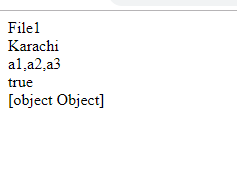 File1
Karachi
a1,a2,a3
true
[object Object]